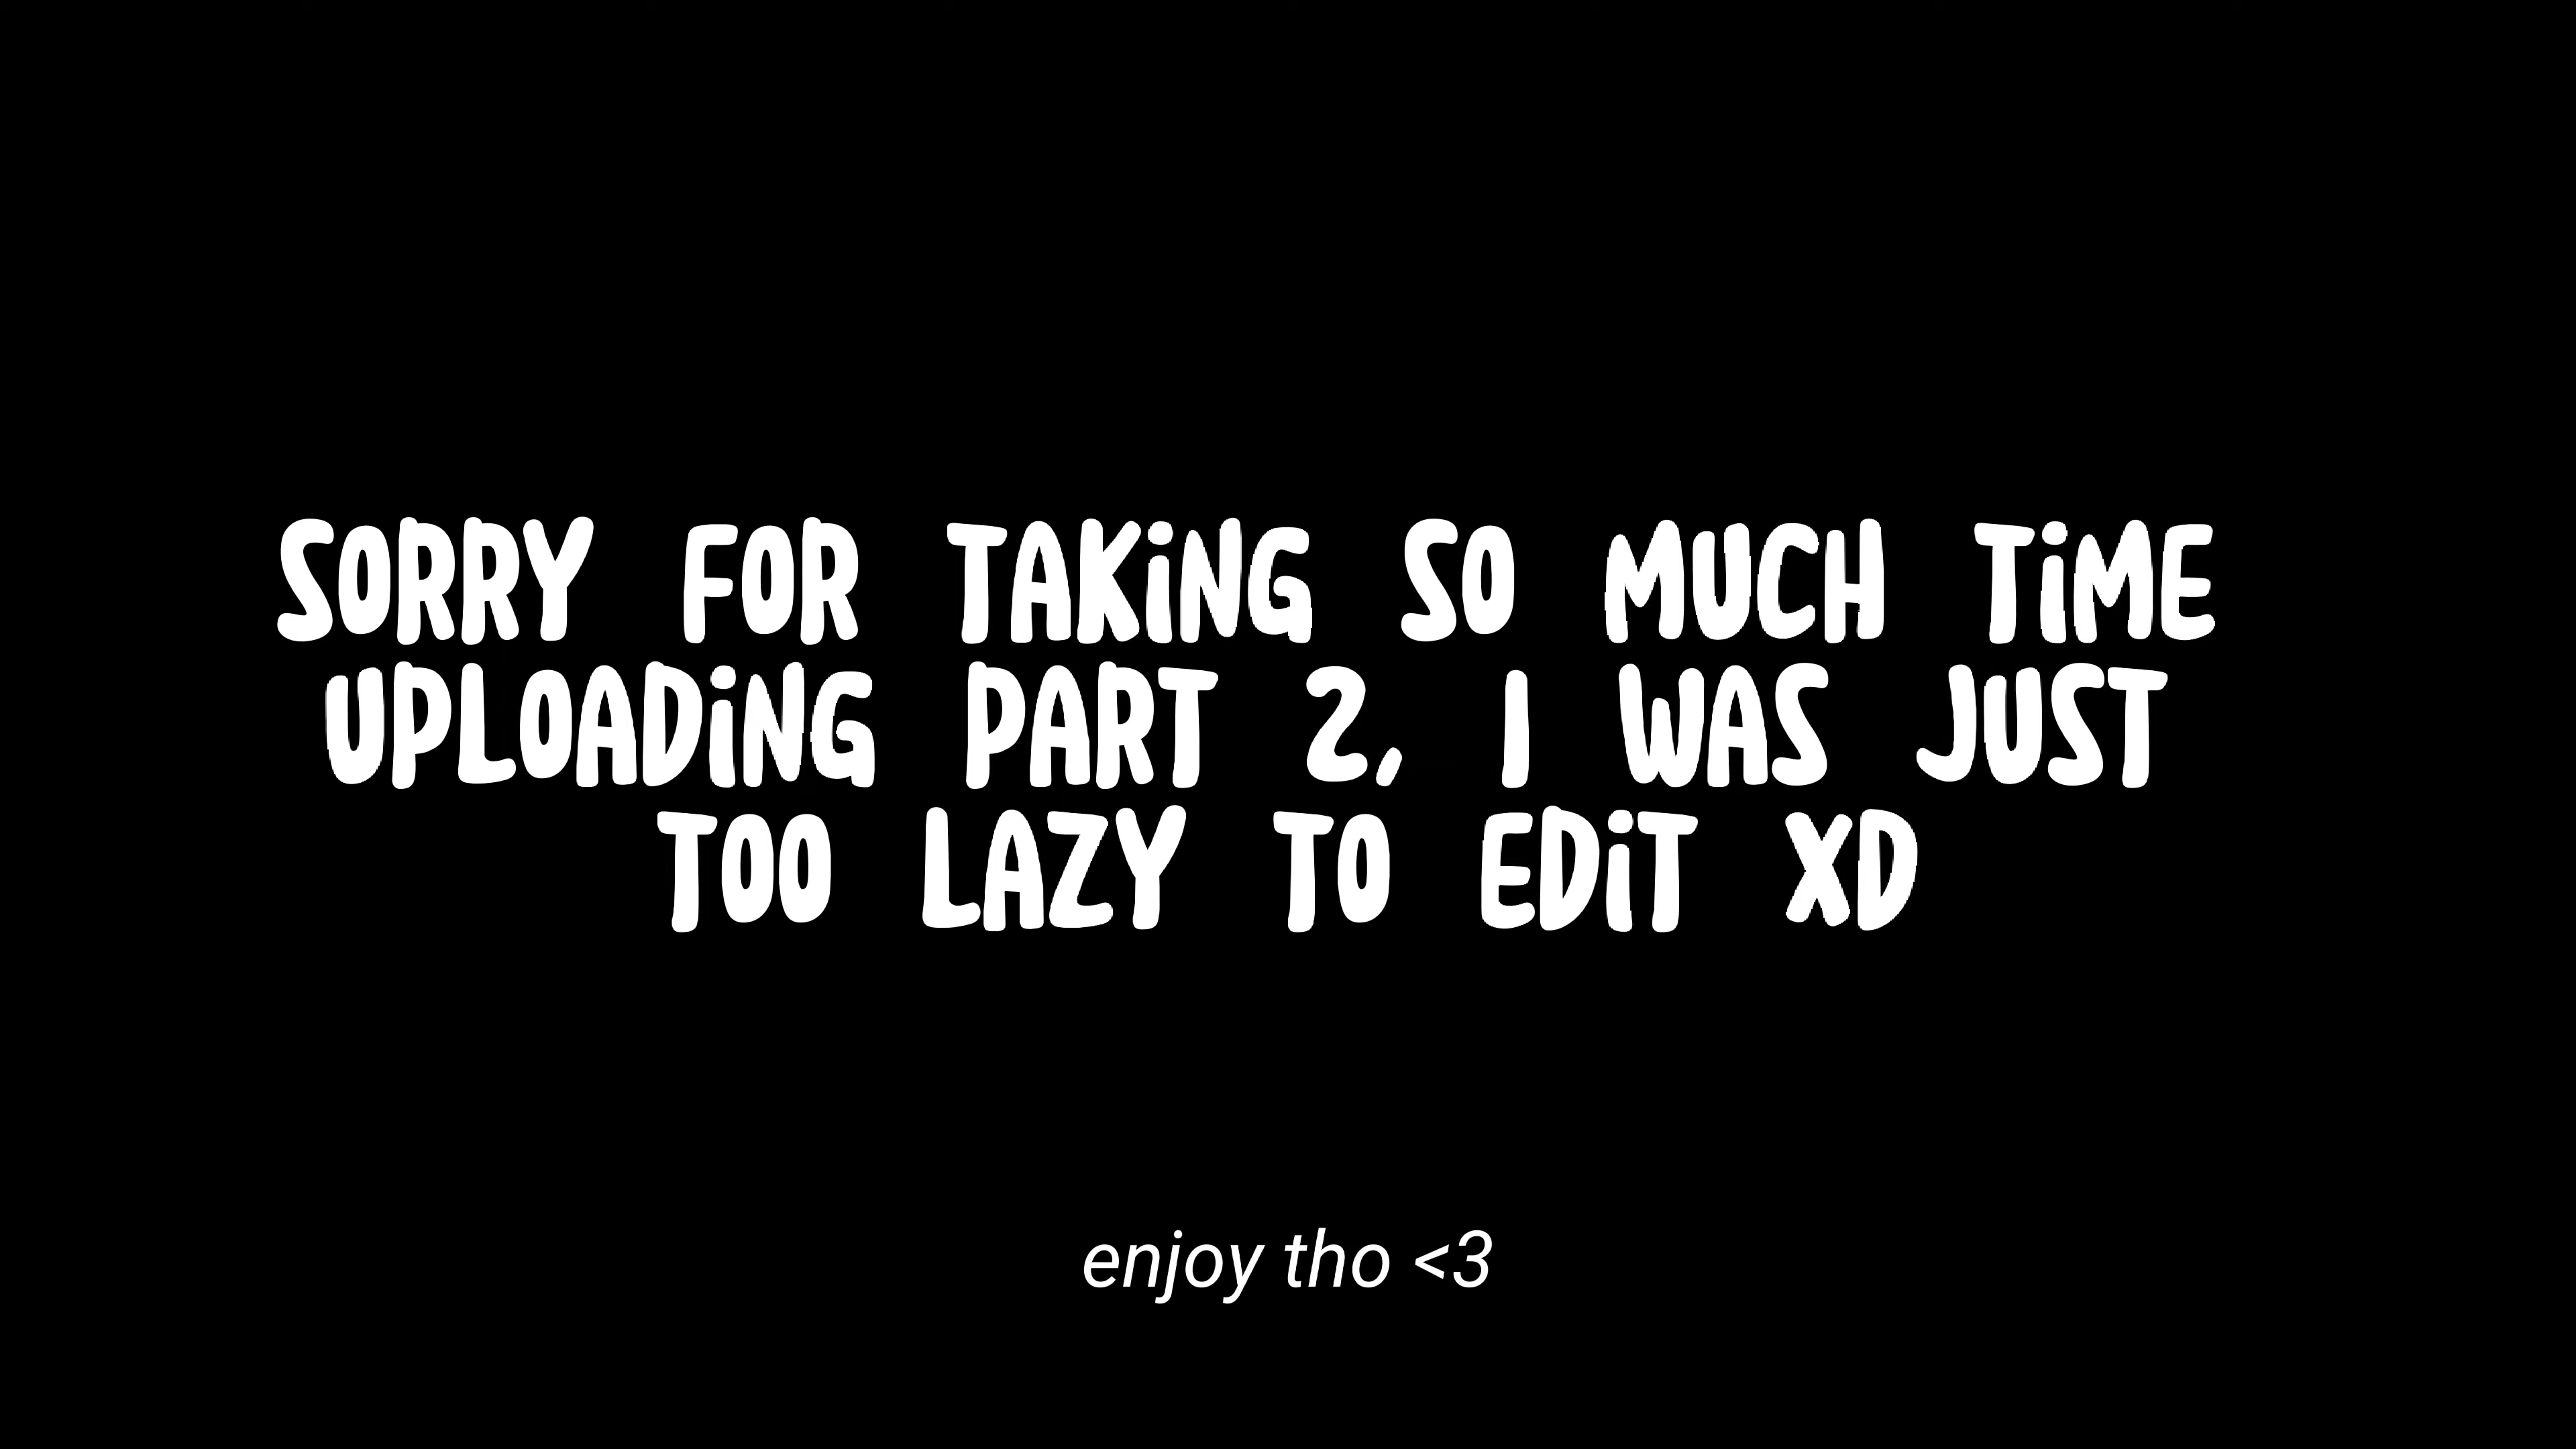 SORRY FOR TAKiNG SO MUCH TiME
UPLOADiNG PART 2, I WAS JUST
TOO LAZY TO EDiT XD
enjoy tho <3